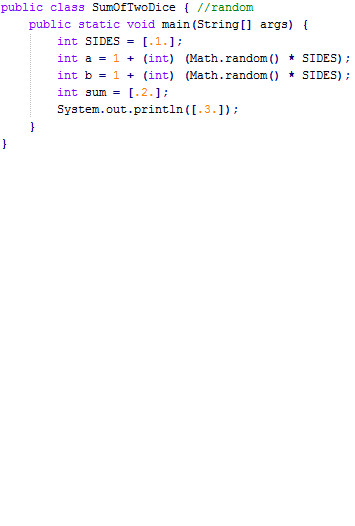 public class SumOfTwoDice { //random
public static void main(String[] args) {
int SIDES = [.1.];
int a = 1 + (int) (Math.random() * SIDES);
int b = 1 + (int) (Math.random() * SIDES);
int sum = [.2.];
System.out.println([.3.]);
}
}